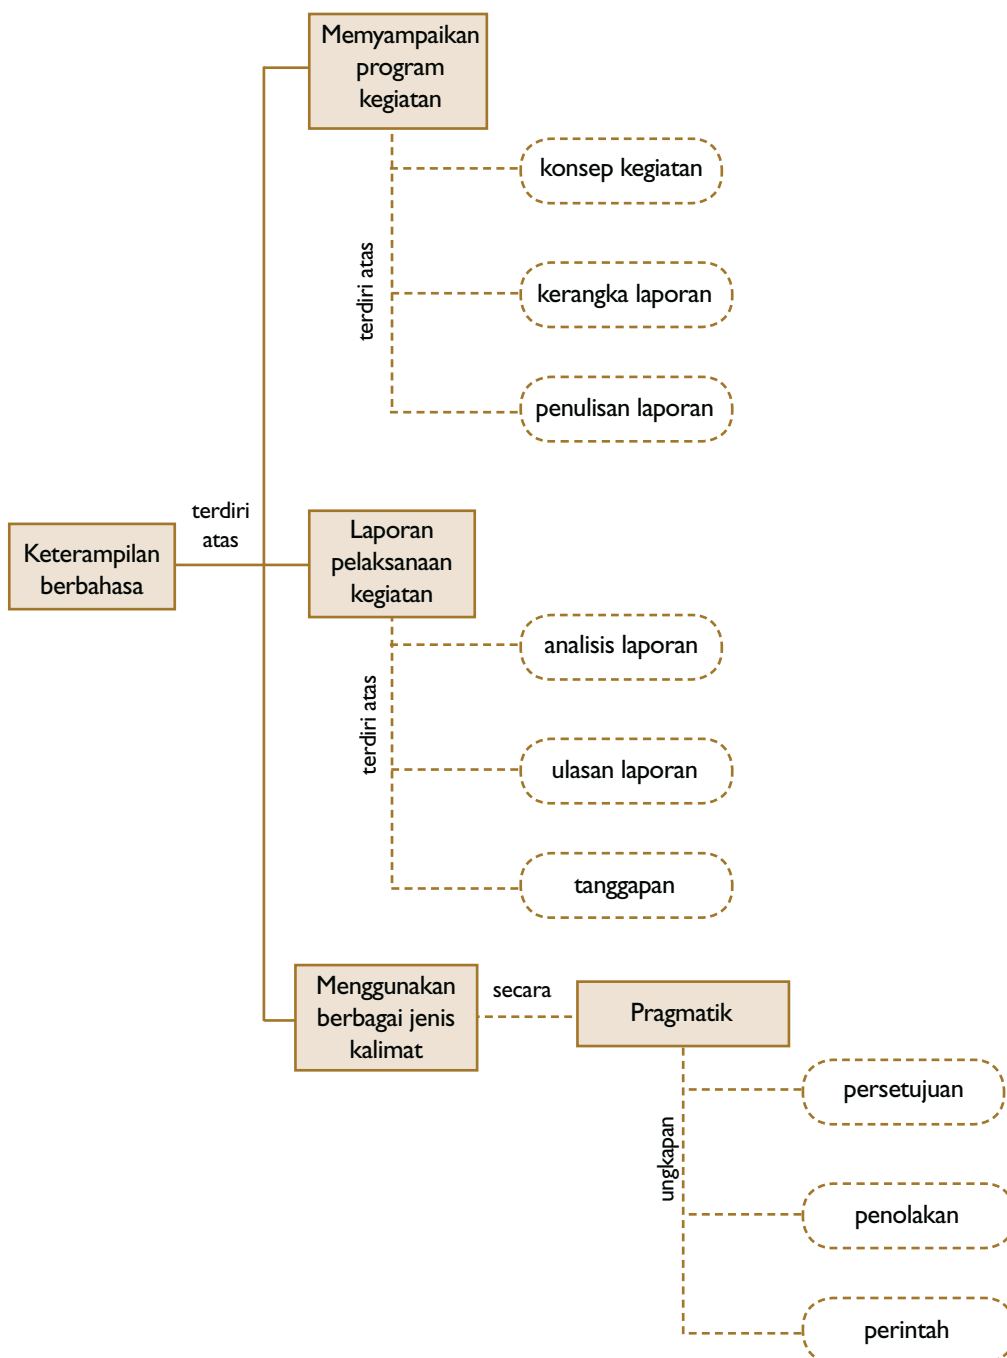 Memyampaikan
program
kegiatan
konsep kegiatan
terdiri atas
kerangka laporan
penulisan laporan
terdiri
atas
Keterampilan
berbahasa
Laporan
pelaksanaan
kegiatan
analisis laporan
terdiri atas
ulasan laporan
tanggapan
Menggunakan
berbagai jenis
kalimat
secara
Pragmatik
persetujuan
ungkapan
penolakan
perintah